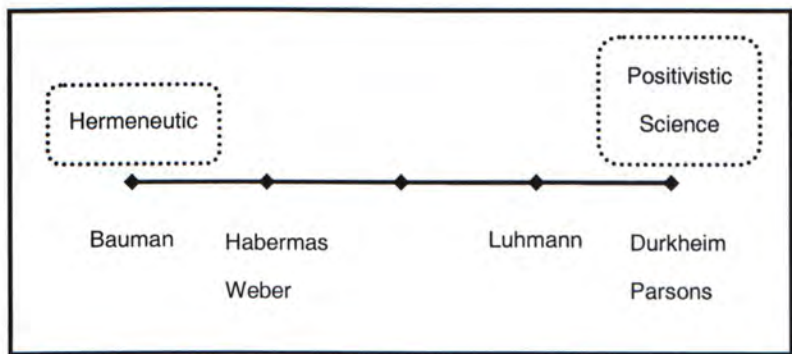 Positivistic
Science
Hermeneutic
Bauman
Habermas
Weber
Luhmann
Durkheim
Parsons